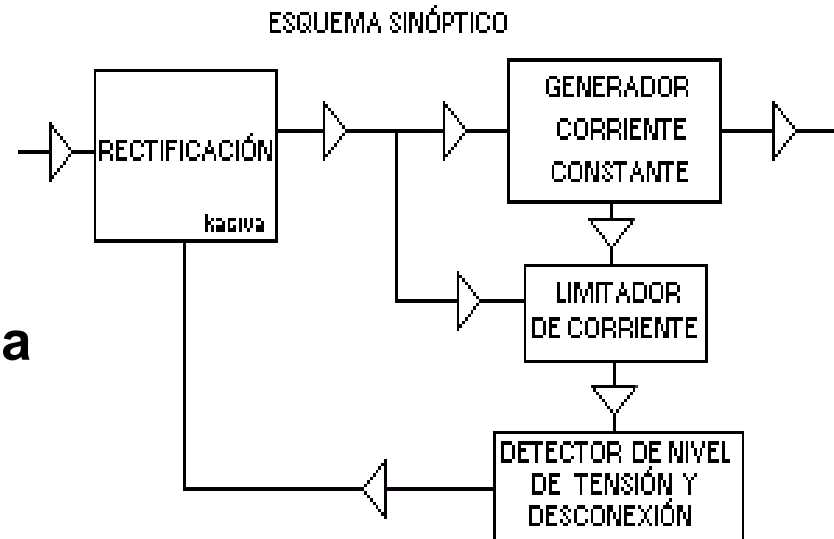 ESQUEMA SINÓPTICO
RECTIFICACIÓN
kaciva
GENERADOR
CORRIENTE
CONSTANTE
LIMITADOR
DE CORRIENTE
a
DETECTOR DE NIVEL
DE TENSIÓN Y
DESCONEXIÓN